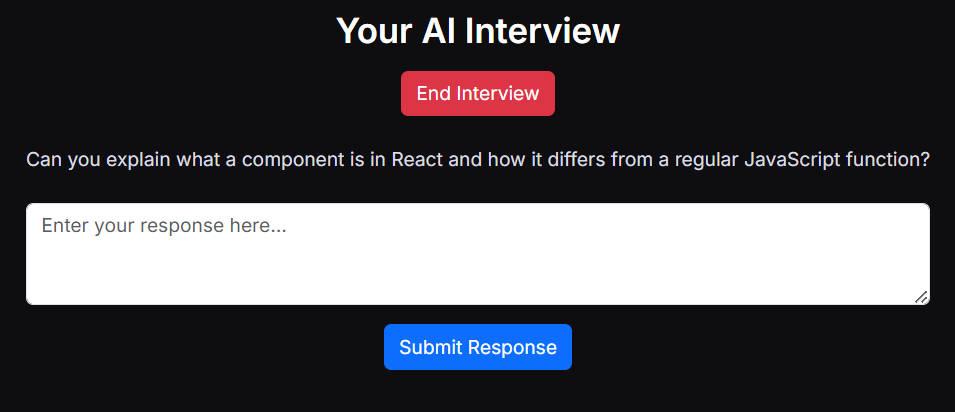 Your AI Interview
End Interview
Can you explain what a component is in React and how it differs from a regular JavaScript function?
Enter your response here...
Submit Response